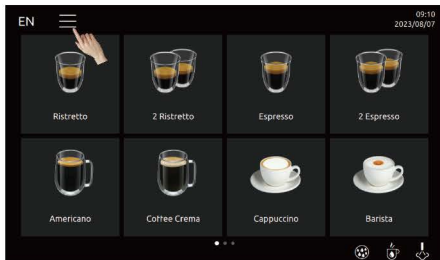 EN
09:10
2023/08/07
Ristretto
2 Ristretto
Espresso
2 Espresso
Americano
Coffee Crema
Cappuccino
Barista